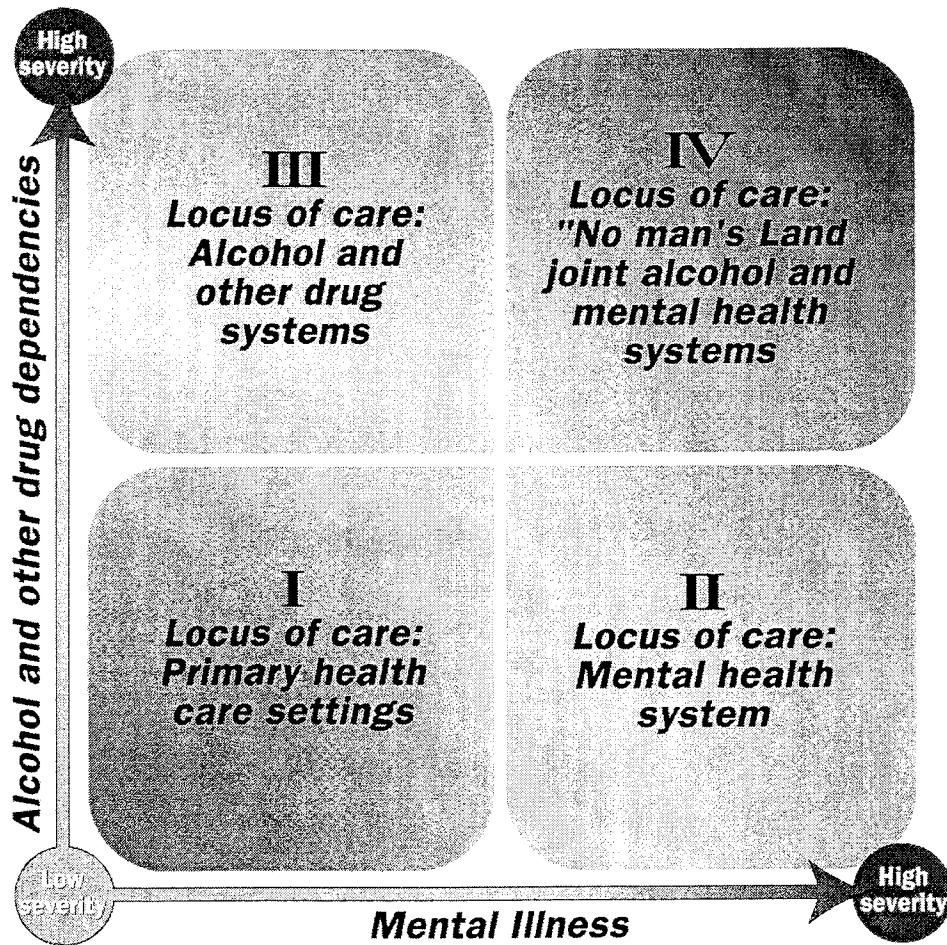 High
severity
Alcohol and other drug dependencies
III
Locus of care:
Alcohol and
other drug
systems
IV
Locus of care:
"No man's Land
joint alcohol and
mental health
systems
I
Locus of care:
Primary health
care settings
II
Locus of care:
Mental health
system
Low
severity
Mental Illness
High
severity